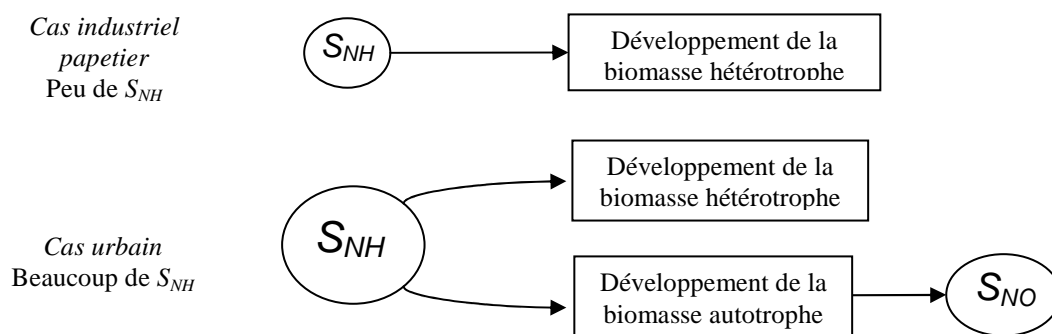 Cas industriel
papetier
Peu de S_NH
S_NH
Développement de la
biomasse hétérotrophe
Cas urbain
Beaucoup de S_NH
S_NH
Développement de la
biomasse hétérotrophe
Développement de la
biomasse autotrophe
S_NO